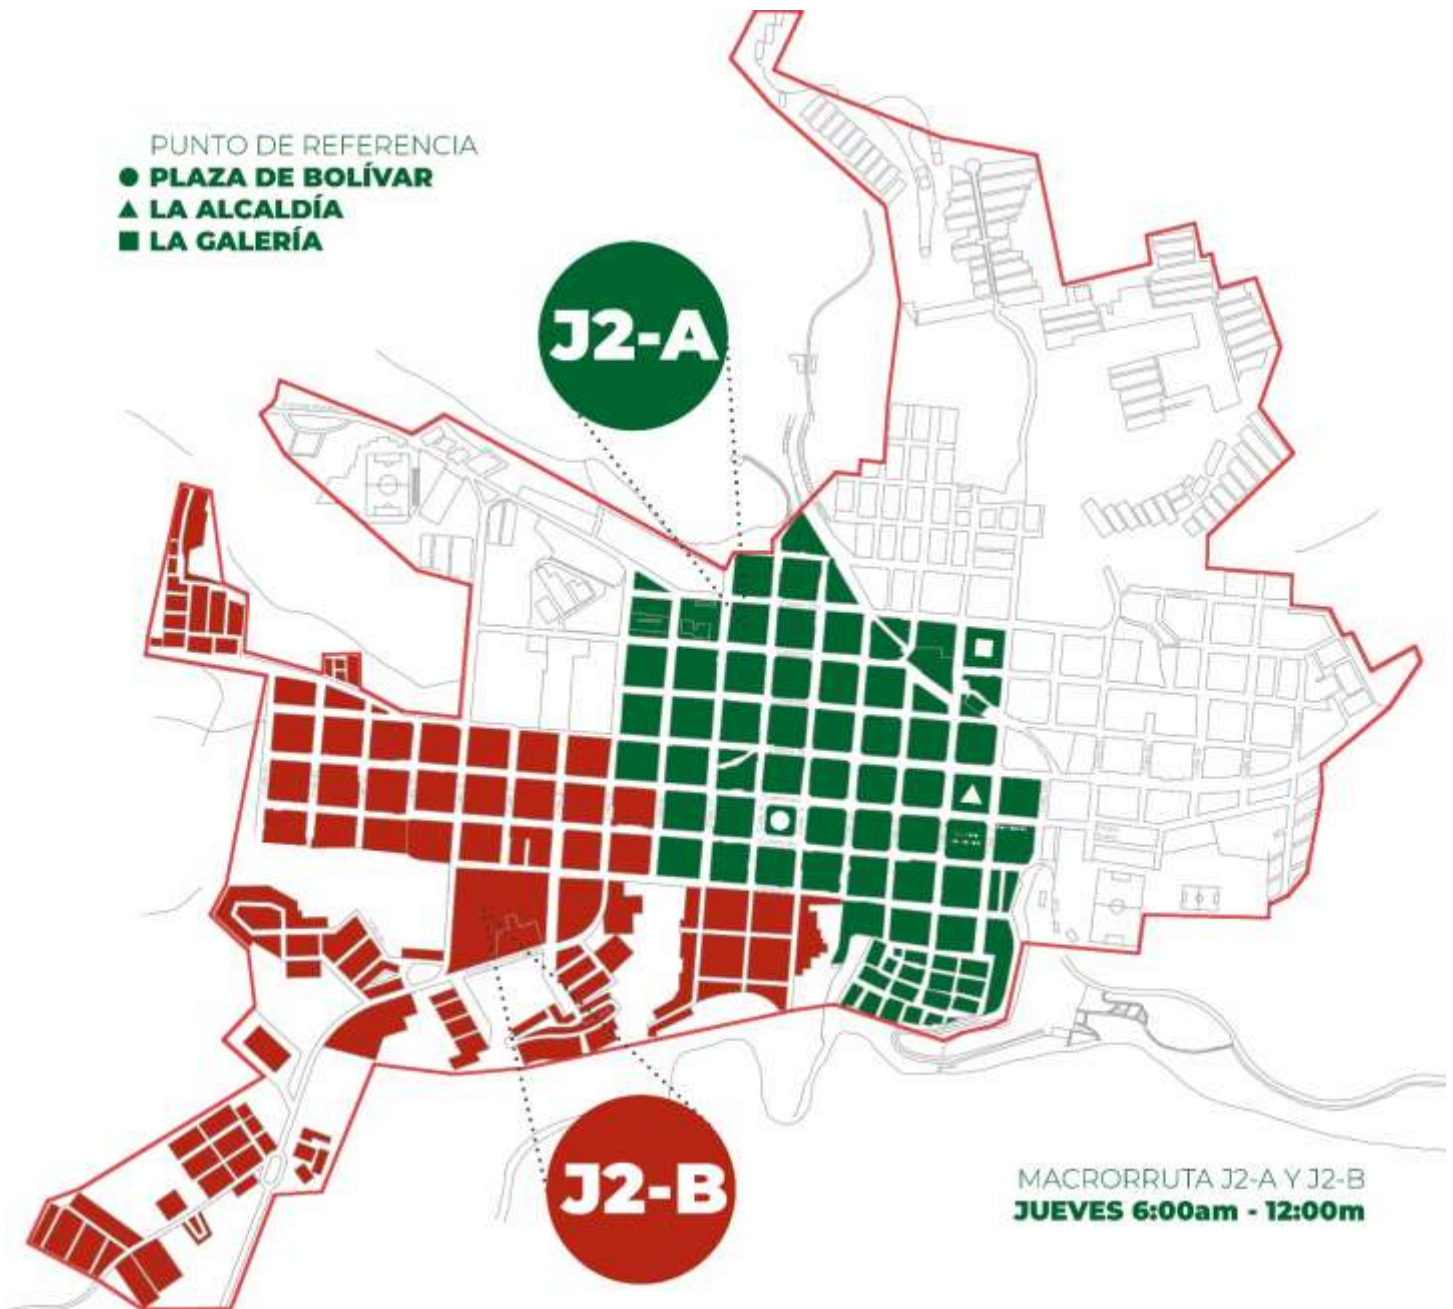 PUNTO DE REFERENCIA
PLAZA DE BOLÍVAR
LA ALCALDÍA
LA GALERÍA
J2-A
J2-B
MACRORRUTA J2-A Y J2-B
JUEVES 6:00am - 12:00m